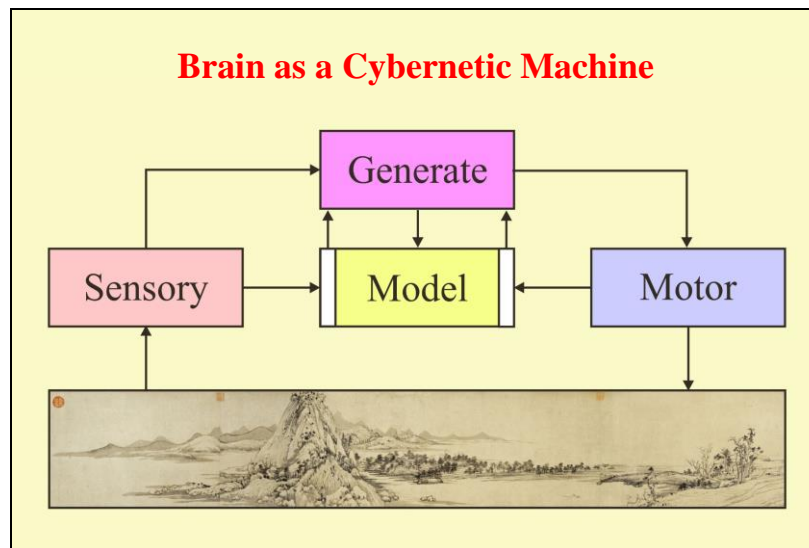 Brain as a Cybernetic Machine
Generate
Sensory
Model
Motor